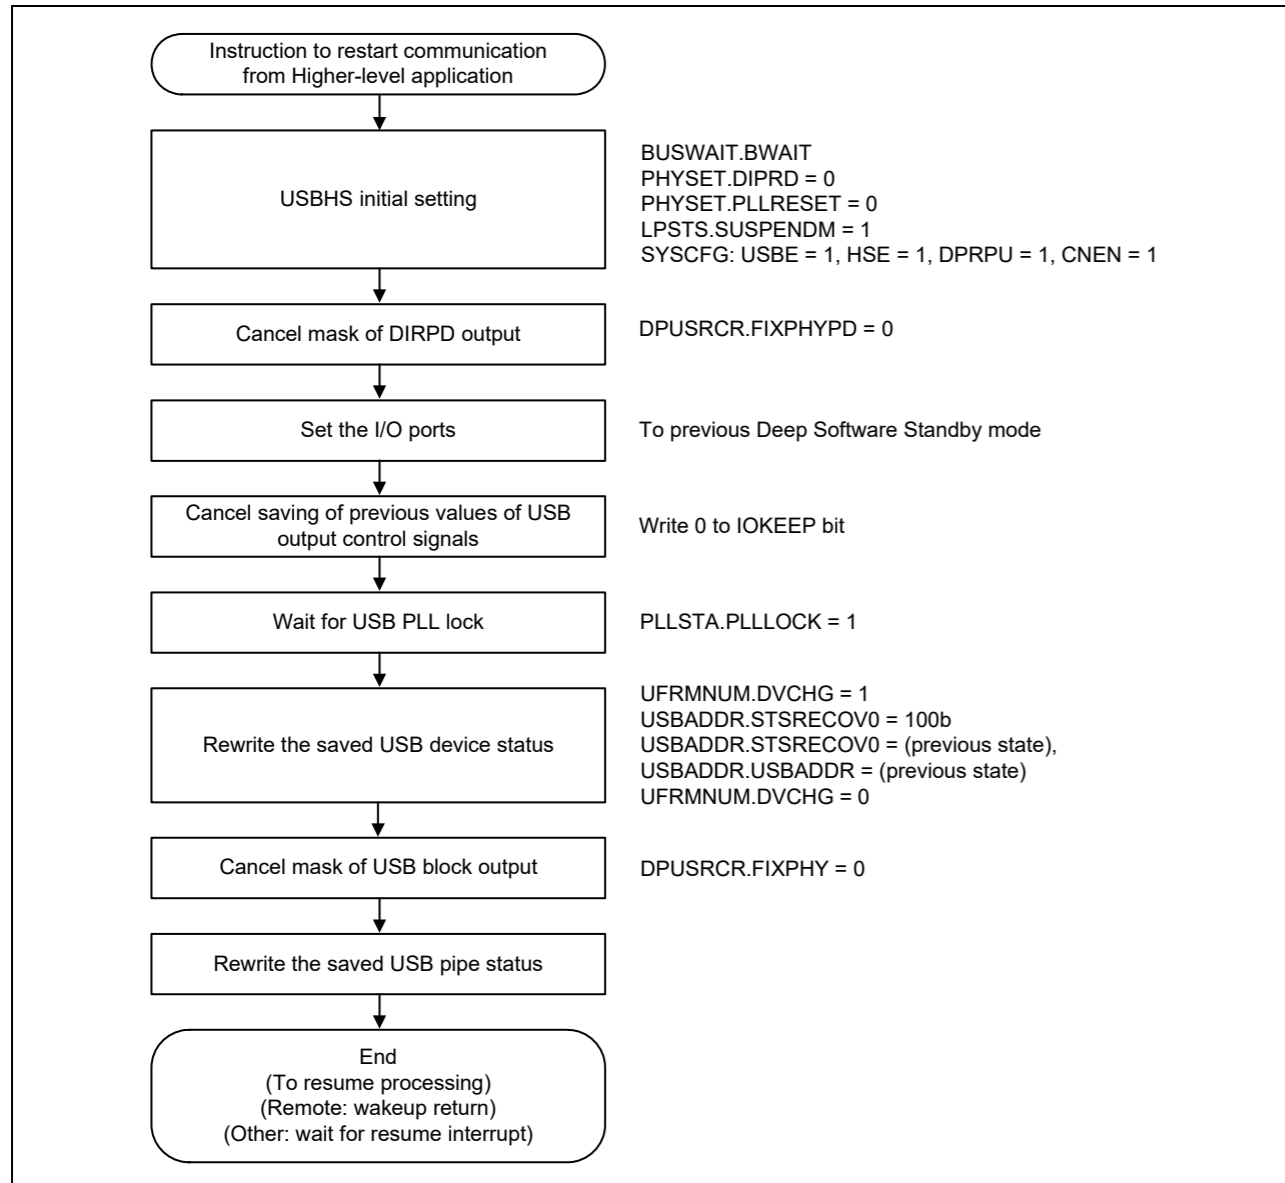 Instruction to restart communication
from Higher-level application
USBHS initial setting
BUSWAIT.BWAIT
PHYSET.DIPRD = 0
PHYSET.PLLRESET = 0
LPSTS.SUSPENDM = 1
SYSCFG: USBE = 1, HSE = 1, DPRPU = 1, CNEN = 1
Cancel mask of DIRPD output
DPUSRCR.FIXPHYPD = 0
Set the I/O ports
To previous Deep Software Standby mode
Cancel saving of previous values of USB
output control signals
Write 0 to IOKEEP bit
Wait for USB PLL lock
PLLSTA.PLLLOCK = 1
Rewrite the saved USB device status
UFRMNUM.DVCHG = 1
USBADDR.STSRECOV0 = 100b
USBADDR.STSRECOV0 = (previous state),
USBADDR.USBADDR = (previous state)
UFRMNUM.DVCHG = 0
Cancel mask of USB block output
DPUSRCR.FIXPHY = 0
Rewrite the saved USB pipe status
End
(To resume processing)
(Remote: wakeup return)
(Other: wait for resume interrupt)